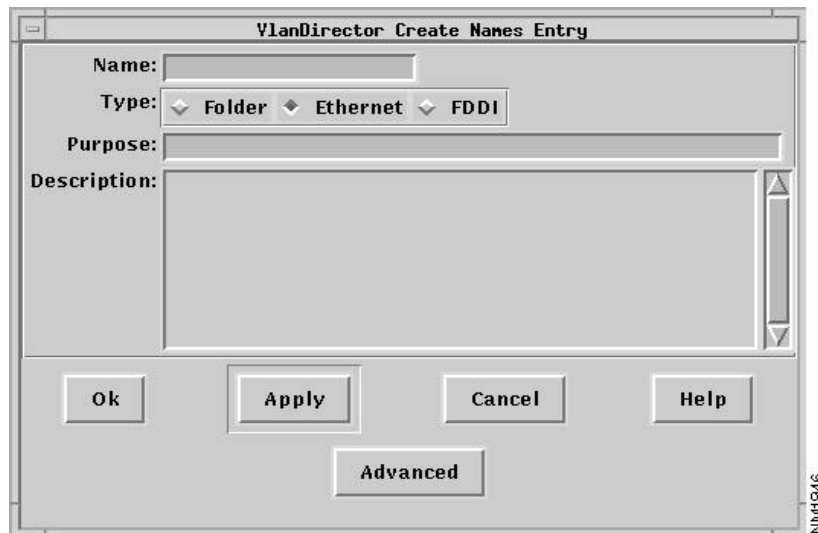 VlanDirector Create Names Entry
Name:
Type: Folder Ethernet FDDI
Purpose:
Description:
Ok Apply Cancel Help
Advanced